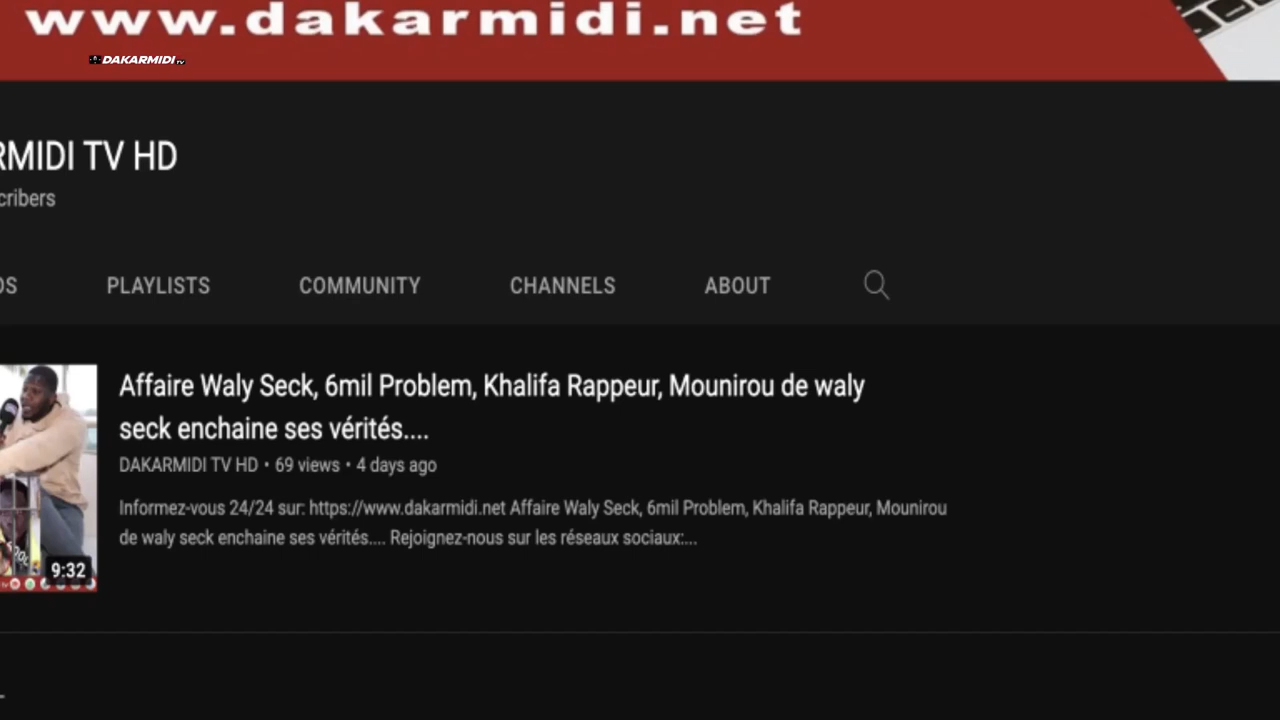 www.dakarmidi.net
DAKARMIDI TV
RMIDI TV HD
cribers
OS
PLAYLISTS
COMMUNITY
CHANNELS
ABOUT
Affaire Waly Seck, 6mil Problem, Khalifa Rappeur, Mounirou de waly
seck enchaine ses vérités....
DAKARMIDI TV HD • 69 views • 4 days ago
Informez-vous 24/24 sur: https://www.dakarmidi.net Affaire Waly Seck, 6mil Problem, Khalifa Rappeur, Mounirou
de waly seck enchaine ses vérités.... Rejoignez-nous sur les réseaux sociaux:...
9:32